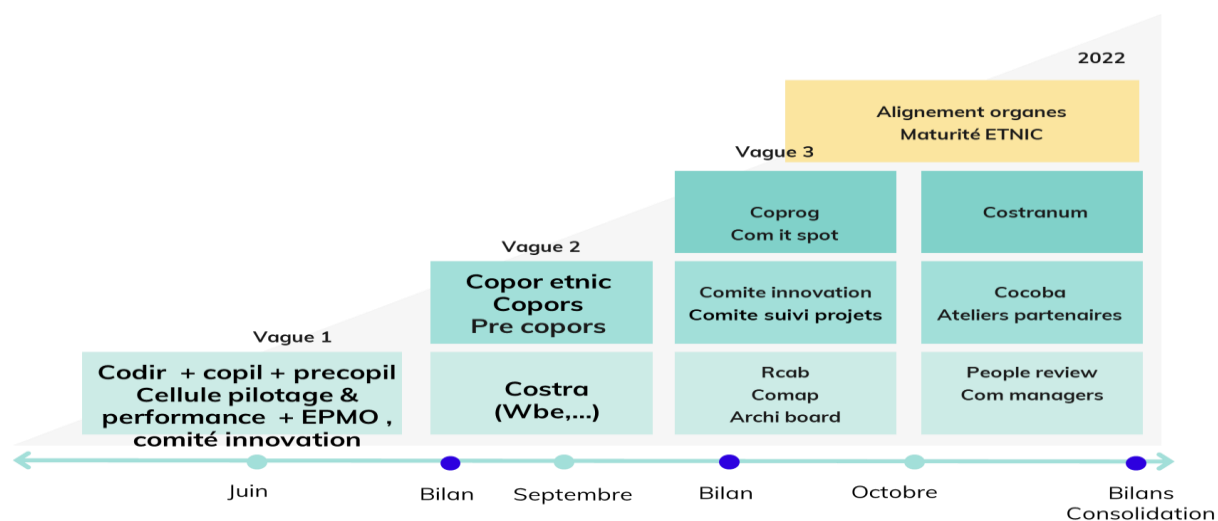 2022
Alignement organes
Maturité ETNIC
Vague 3
Coprog
Com it spot
Costranum
Vague 2
Copor etnic
Copors
Pre copors
Comite innovation
Comite suivi projets
Cocoba
Ateliers partenaires
Vague 1
Codir + copil + precopil
Cellule pilotage &
performance + EPMO ,
comité innovation
Costra
(Wbe,...)
Rcab
Comap
Archi board
People review
Com managers
Juin
Bilan
Septembre
Bilan
Octobre
Bilans
Consolidation